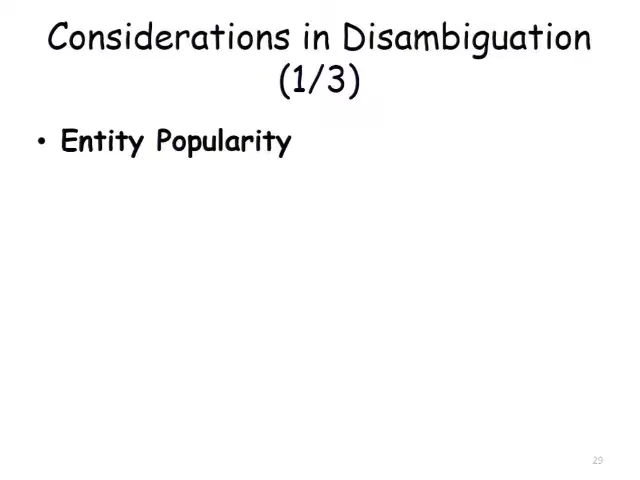 Considerations in Disambiguation
(1/3)
• Entity Popularity
29